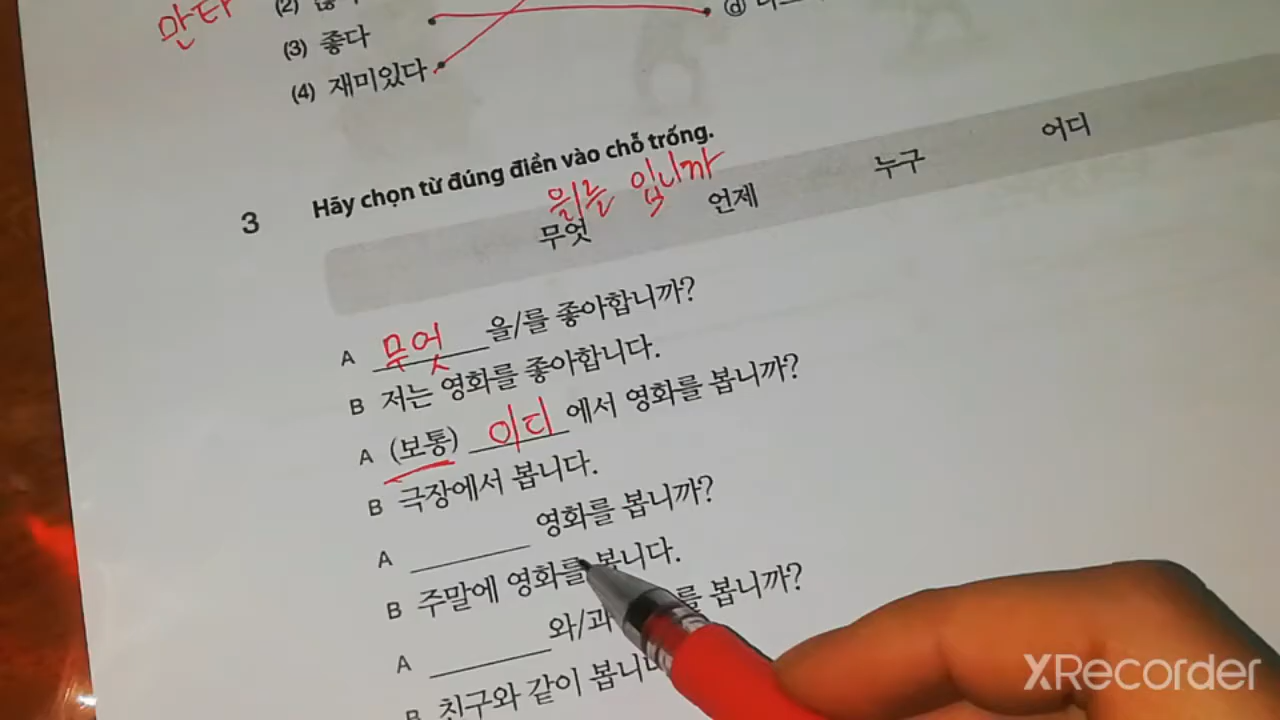 만타
(2)
(3) 좋다
(4) 재미있다
3 Hãy chọn từ đúng điền vào chỗ trống.
입니까
무엇 언제 누구 어디
A 무엇 을/를 좋아합니까?
B 저는 영화를 좋아합니다.
A (보통) 어디 에서 영화를 봅니까?
B 극장에서 봅니다.
A 영화를 봅니까?
B 주말에 영화를 봅니다.
A 와/과 를 봅니까?
B 친구와 같이 봅니
XRecorder